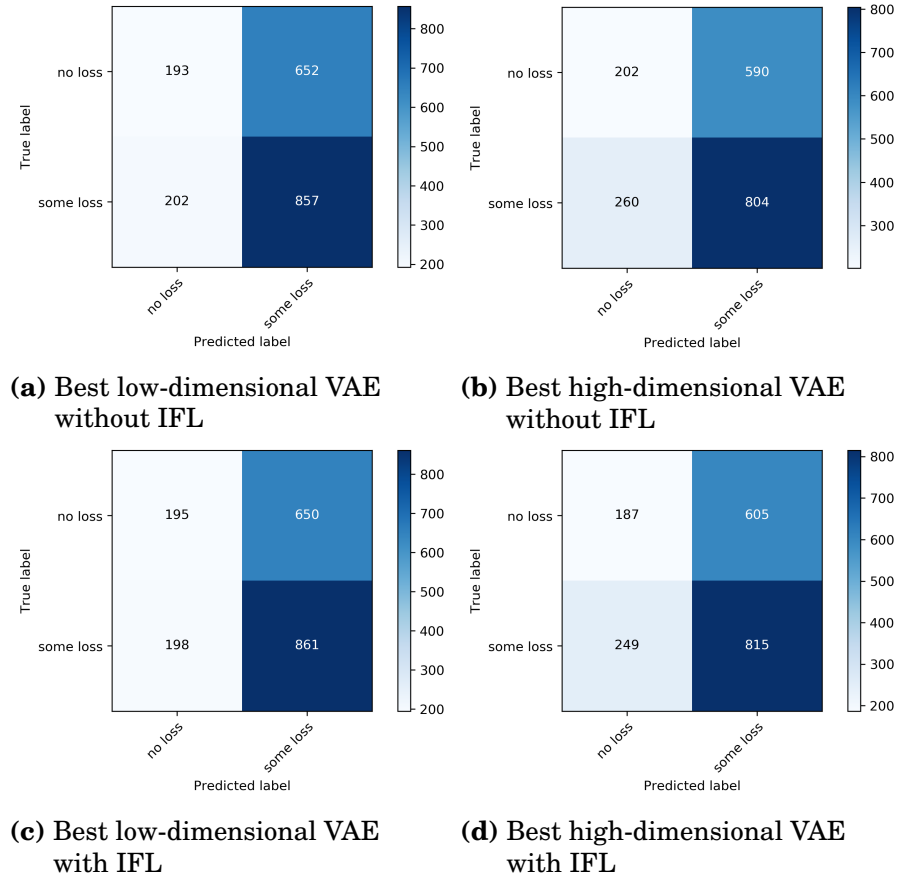 800
700
600
500
400
300
200
no loss
some loss
True label
193
652
202
857
no loss
some loss
Predicted label
(a) Best low-dimensional VAE
without IFL
800
700
600
500
400
300
no loss
some loss
True label
202
590
260
804
no loss
some loss
Predicted label
(b) Best high-dimensional VAE
without IFL
800
700
600
500
400
300
200
no loss
some loss
True label
195
650
198
861
no loss
some loss
Predicted label
(c) Best low-dimensional VAE
with IFL
800
700
600
500
400
300
200
no loss
some loss
True label
187
605
249
815
no loss
some loss
Predicted label
(d) Best high-dimensional VAE
with IFL